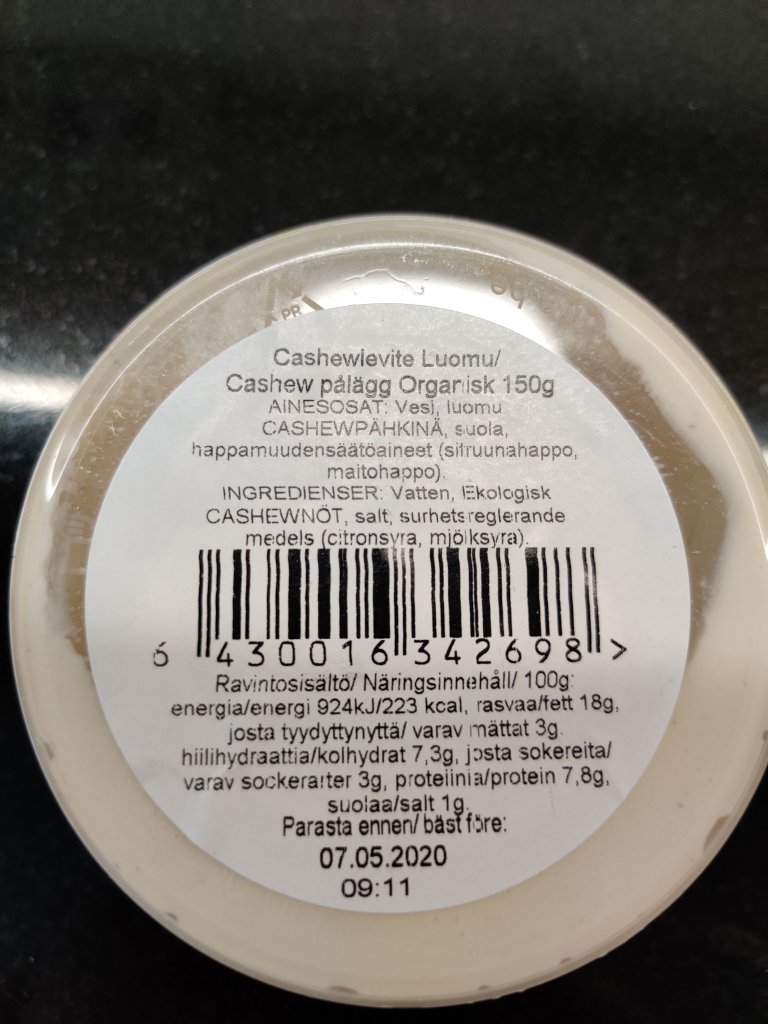 PR
Cashewlevite Luomu/
Cashew pålägg Organisk 150g
AINESOSAT: Vesi, luomu
CASHEWPÄHKINÄ, suola,
happamuudensäätöaineet (sitruunahappo,
maitohappo).
INGREDIENSER: Vatten, Ekologisk
CASHEWNÖT, salt, surhetsreglerande
medels (citronsyra, mjölksyra).
6 430016 342698 >
Ravintosisältö/ Näringsinnehåll/ 100g:
energia/energi 924kJ/223 kcal, rasvaa/fett 18g,
josta tyydyttynyttä/ varav mättat 3g.
hiilihydraattia/kolhydrat 7,3g, josta sokereita/
varav sockerarter 3g, proteiinia/protein 7,8g,
suolaa/salt 1g.
Parasta ennen/ bäst före:
07.05.2020
09:11